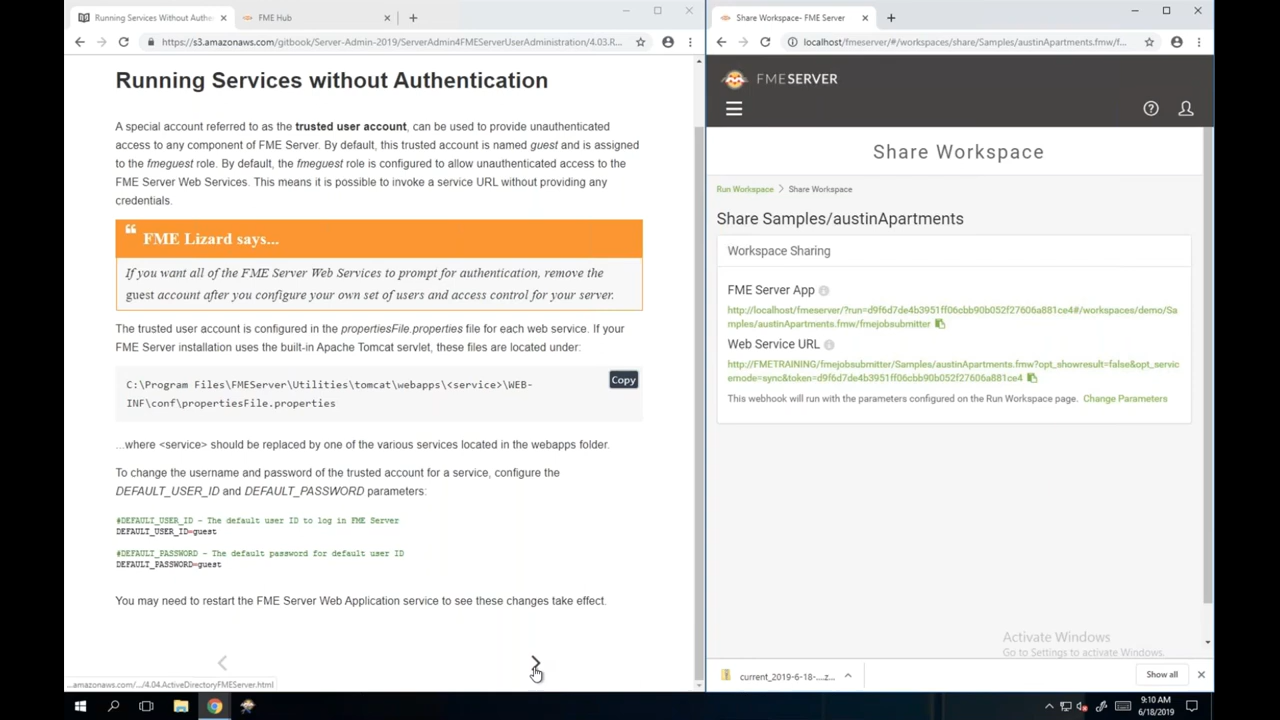 Running Services Without Authe
FME Hub
https://s3.amazonaws.com/gitbook/Server-Admin-2019/ServerAdmin4FMEServerUserAdministration/4.03.R...
Running Services without Authentication
A special account referred to as the trusted user account, can be used to provide unauthenticated
access to any component of FME Server. By default, this trusted account is named guest and is assigned
to the fmeguest role. By default, the fmeguest role is configured to allow unauthenticated access to the
FME Server Web Services. This means it is possible to invoke a service URL without providing any
credentials.
“ FME Lizard says...
If you want all of the FME Server Web Services to prompt for authentication, remove the
guest account after you configure your own set of users and access control for your server.
The trusted user account is configured in the propertiesFile.properties file for each web service. If your
FME Server installation uses the built-in Apache Tomcat servlet, these files are located under:
C:\Program Files\FMEServer\Utilities\tomcat\webapps\<service>\WEB-
INF\conf\propertiesFile.properties
Copy
...where <service> should be replaced by one of the various services located in the webapps folder.
To change the username and password of the trusted account for a service, configure the
DEFAULT_USER_ID and DEFAULT_PASSWORD parameters:
#DEFAULT_USER_ID - The default user ID to log in FME Server
DEFAULT_USER_ID=guest
#DEFAULT_PASSWORD - The default password for default user ID
DEFAULT_PASSWORD=guest
You may need to restart the FME Server Web Application service to see these changes take effect.
...amazonaws.com/.../4.04.ActiveDirectoryFMEServer.html
Share Workspace- FME Server
localhost/fmeserver/#/workspaces/share/Samples/austinApartments.fmw/f...
FMESERVER
Share Workspace
Run Workspace > Share Workspace
Share Samples/austinApartments
Workspace Sharing
FME Server App
http://localhost/fmeserver/?run=d9f6d7de4b3951ff06cbb90b052f27606a881ce4#/workspaces/demo/Sa
mples/austinApartments.fmw/fmejobsubmitter
Web Service URL
http://FMETRAINING/fmejobsubmitter/Samples/austinApartments.fmw?opt_showresult=false&opt_servic
emode=sync&token=d9f6d7de4b3951ff06cbb90b052f27606a881ce4
This webhook will run with the parameters configured on the Run Workspace page. Change Parameters
Activate Windows
Go to Settings to activate Windows.
current_2019-6-18-....z...
Show all
9:10 AM
6/18/2019